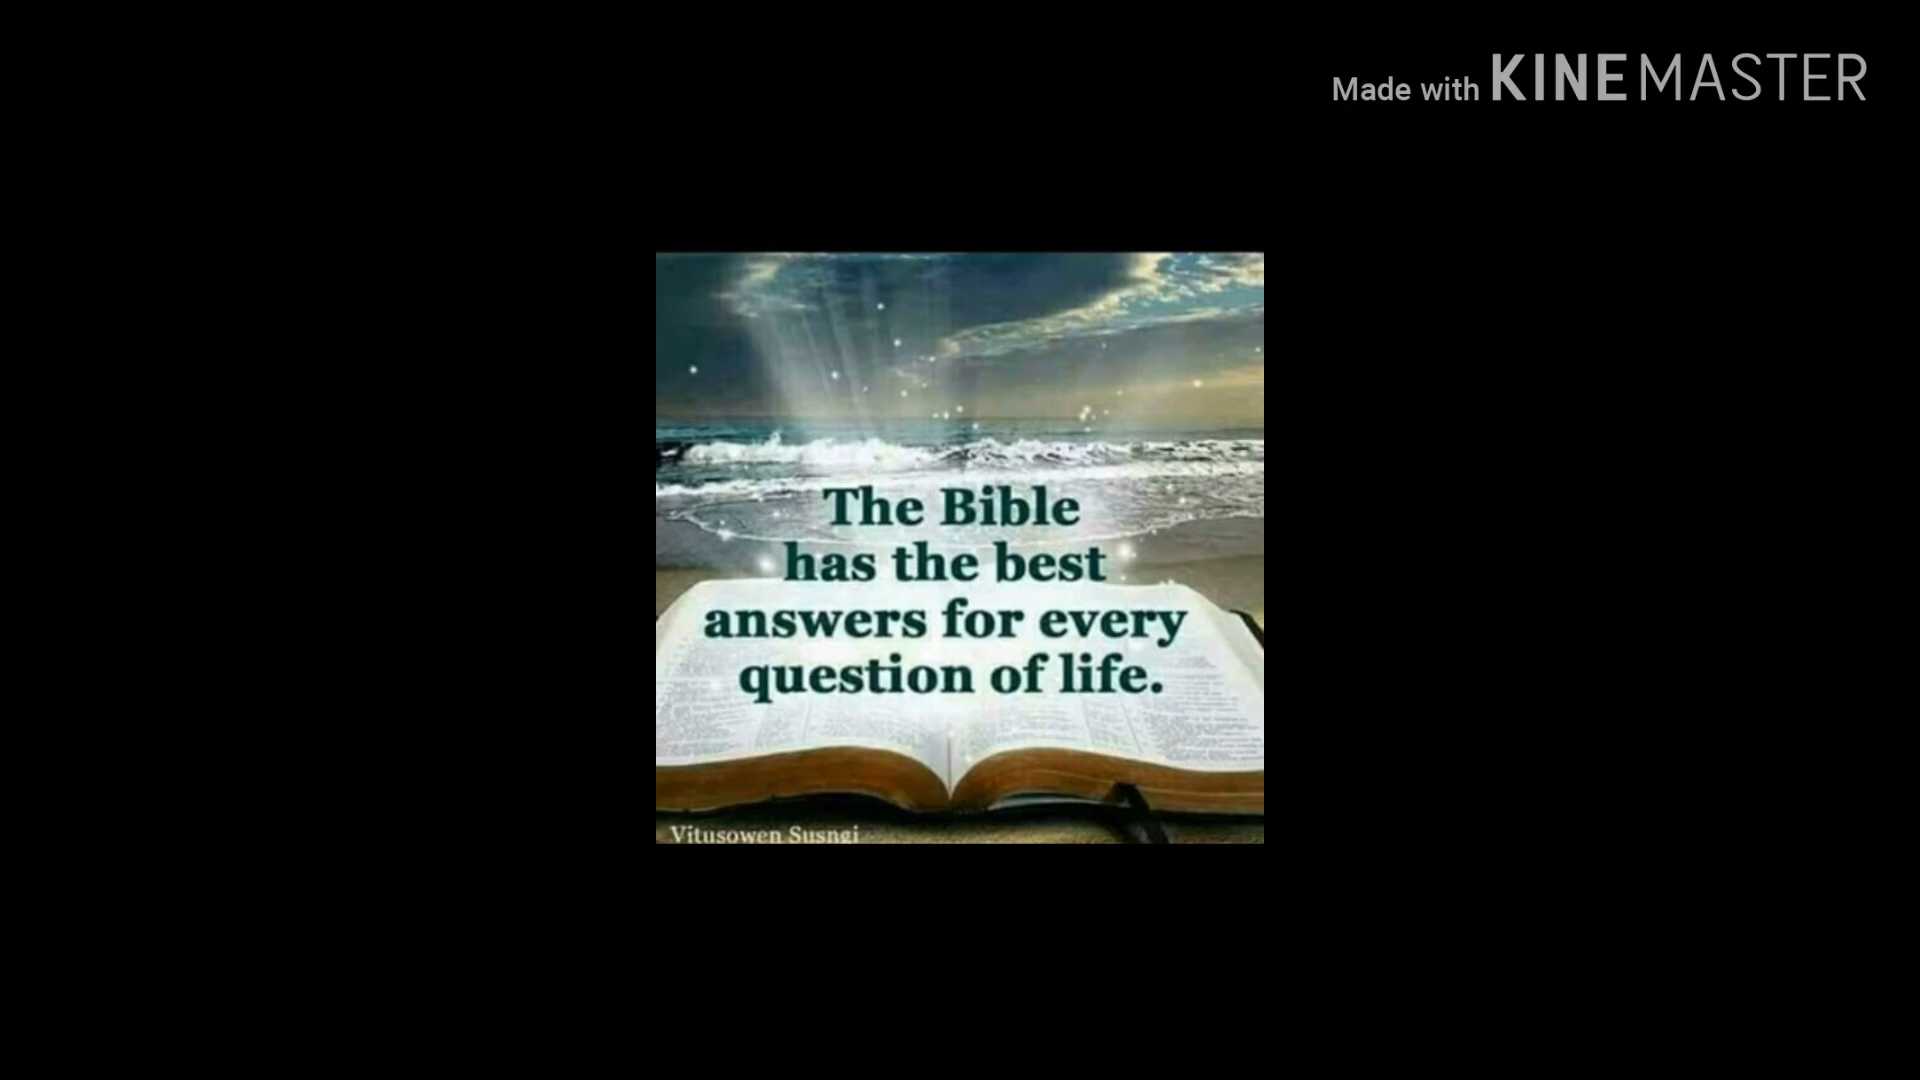 Made with KINEMASTER
The Bible
has the best
answers for every
question of life.
Vitusowen Susngi